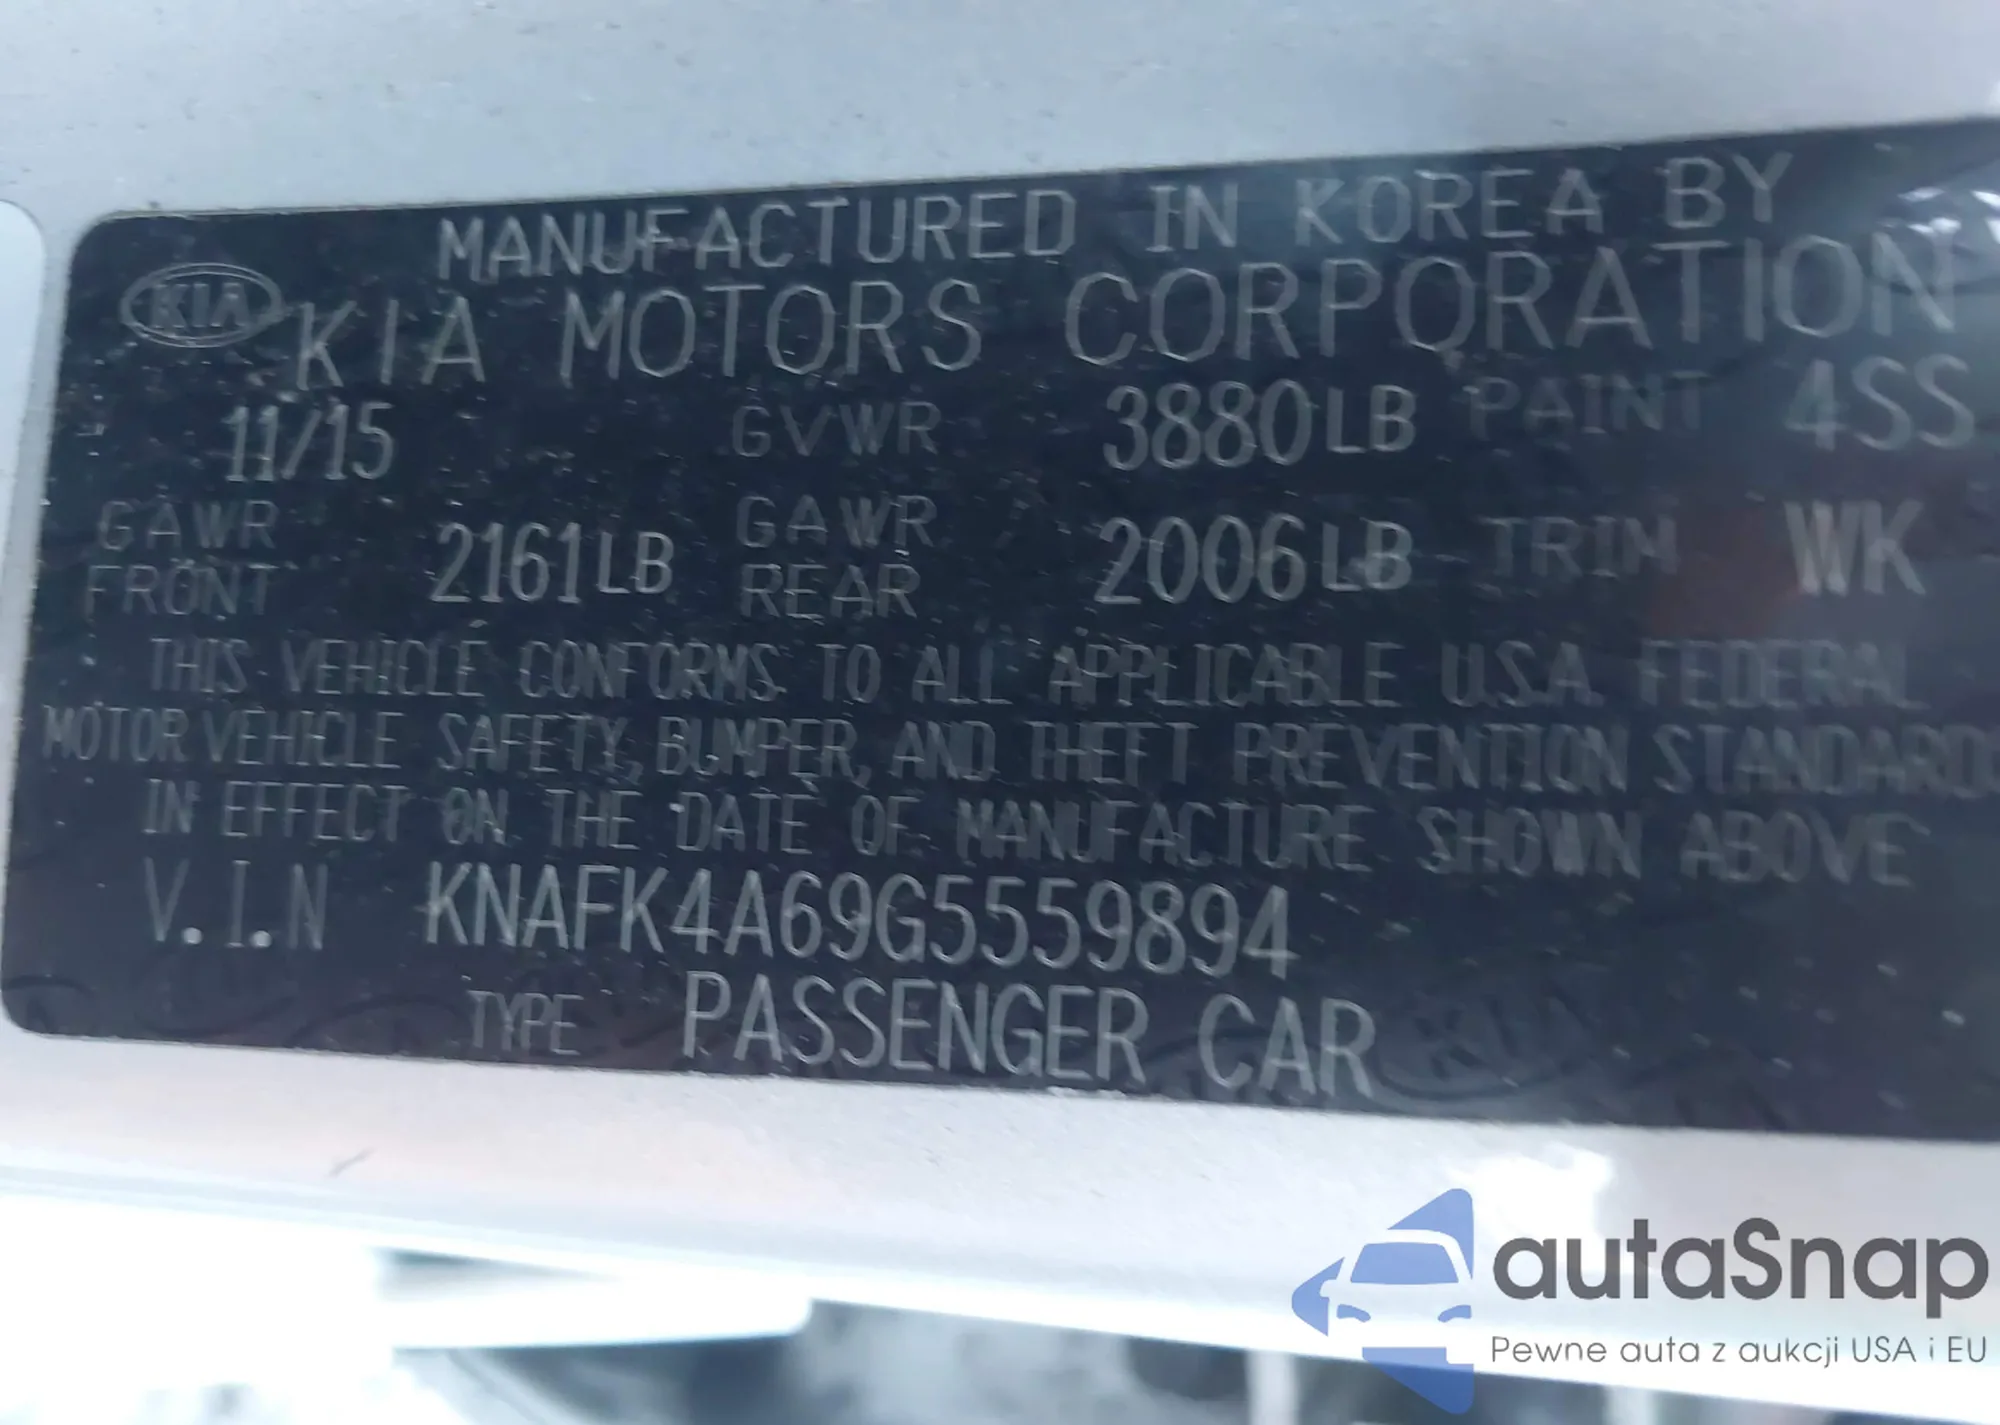 MANUFACTURED IN KOREA BY
KIA KIA MOTORS CORPORATION
11/15 GVWR 3880LB PAINT 4SS
GAWR FRONT 2161LB GAWR REAR 2006LB TRIM WK
THIS VEHICLE CONFORMS TO ALL APPLICABLE U.S.A. FEDERAL
MOTOR VEHICLE SAFETY, BUMPER, AND THEFT PREVENTION STANDARDS
IN EFFECT ON THE DATE OF MANUFACTURE SHOWN ABOVE
V.I.N KNAFK4A69G5559894
TYPE PASSENGER CAR
autaSnap
Pewne auta z aukcji USA i EU